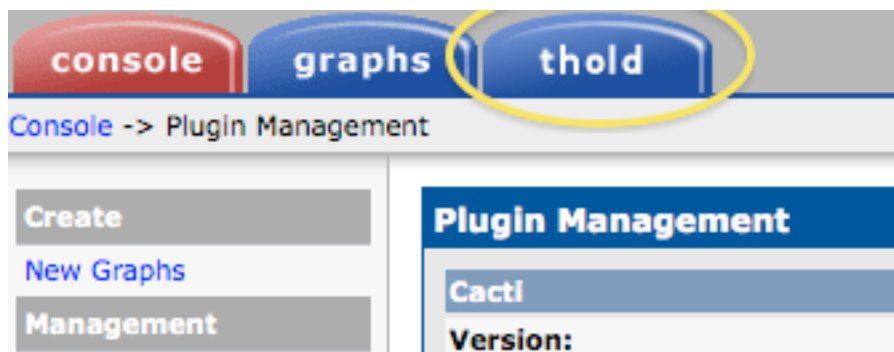 console graphs thold
Console -> Plugin Management
Create
New Graphs
Management
Plugin Management
Cacti
Version: